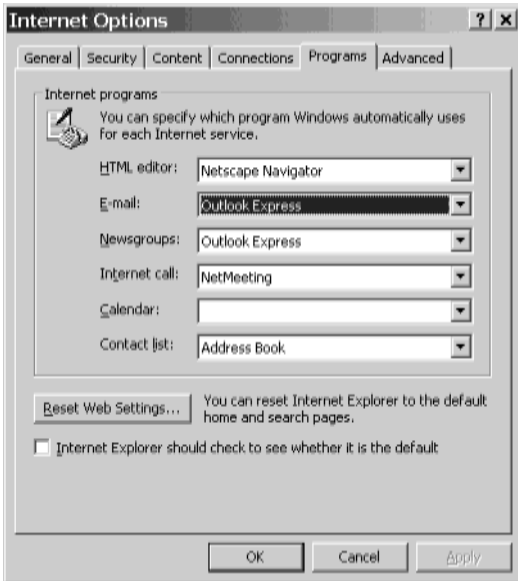 Internet Options
General Security Content Connections Programs Advanced
Internet programs
You can specify which program Windows automatically uses
for each Internet service.
HTML editor: Netscape Navigator
E-mail: Outlook Express
Newsgroups: Outlook Express
Internet call: NetMeeting
Calendar:
Contact list: Address Book
Reset Web Settings... You can reset Internet Explorer to the default
home and search pages.
Internet Explorer should check to see whether it is the default
OK Cancel Apply